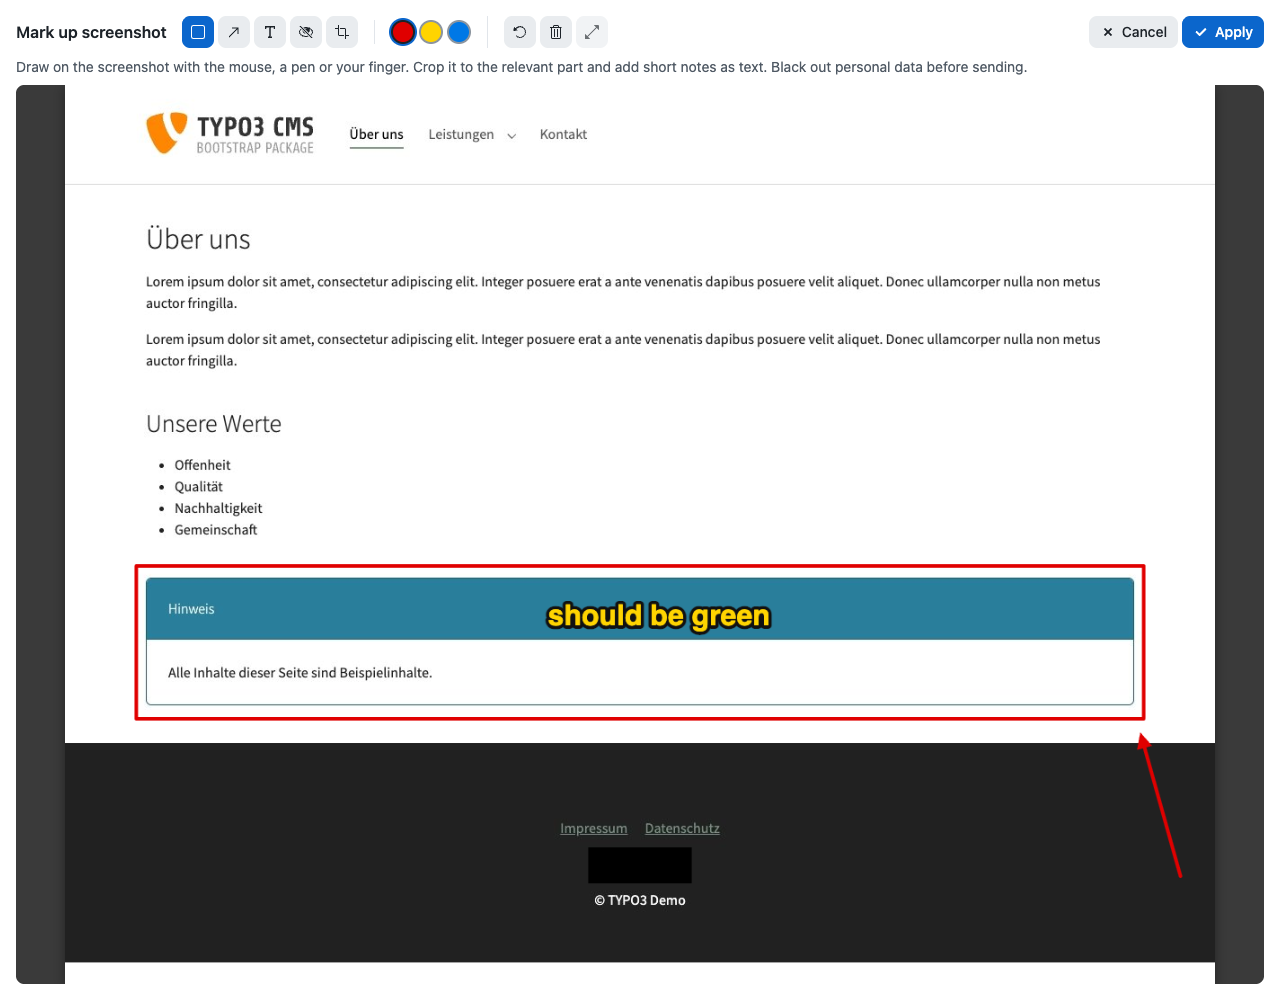 Mark up screenshot
T
Cancel
Apply
Draw on the screenshot with the mouse, a pen or your finger. Crop it to the relevant part and add short notes as text. Black out personal data before sending.
TYPO3 CMS
BOOTSTRAP PACKAGE
Über uns
Leistungen
Kontakt
Über uns
Lorem ipsum dolor sit amet, consectetur adipiscing elit. Integer posuere erat a ante venenatis dapibus posuere velit aliquet. Donec ullamcorper nulla non metus
auctor fringilla.
Lorem ipsum dolor sit amet, consectetur adipiscing elit. Integer posuere erat a ante venenatis dapibus posuere velit aliquet. Donec ullamcorper nulla non metus
auctor fringilla.
Unsere Werte
Offenheit
Qualität
Nachhaltigkeit
Gemeinschaft
Hinweis
should be green
Alle Inhalte dieser Seite sind Beispielinhalte.
Impressum
Datenschutz
© TYPO3 Demo